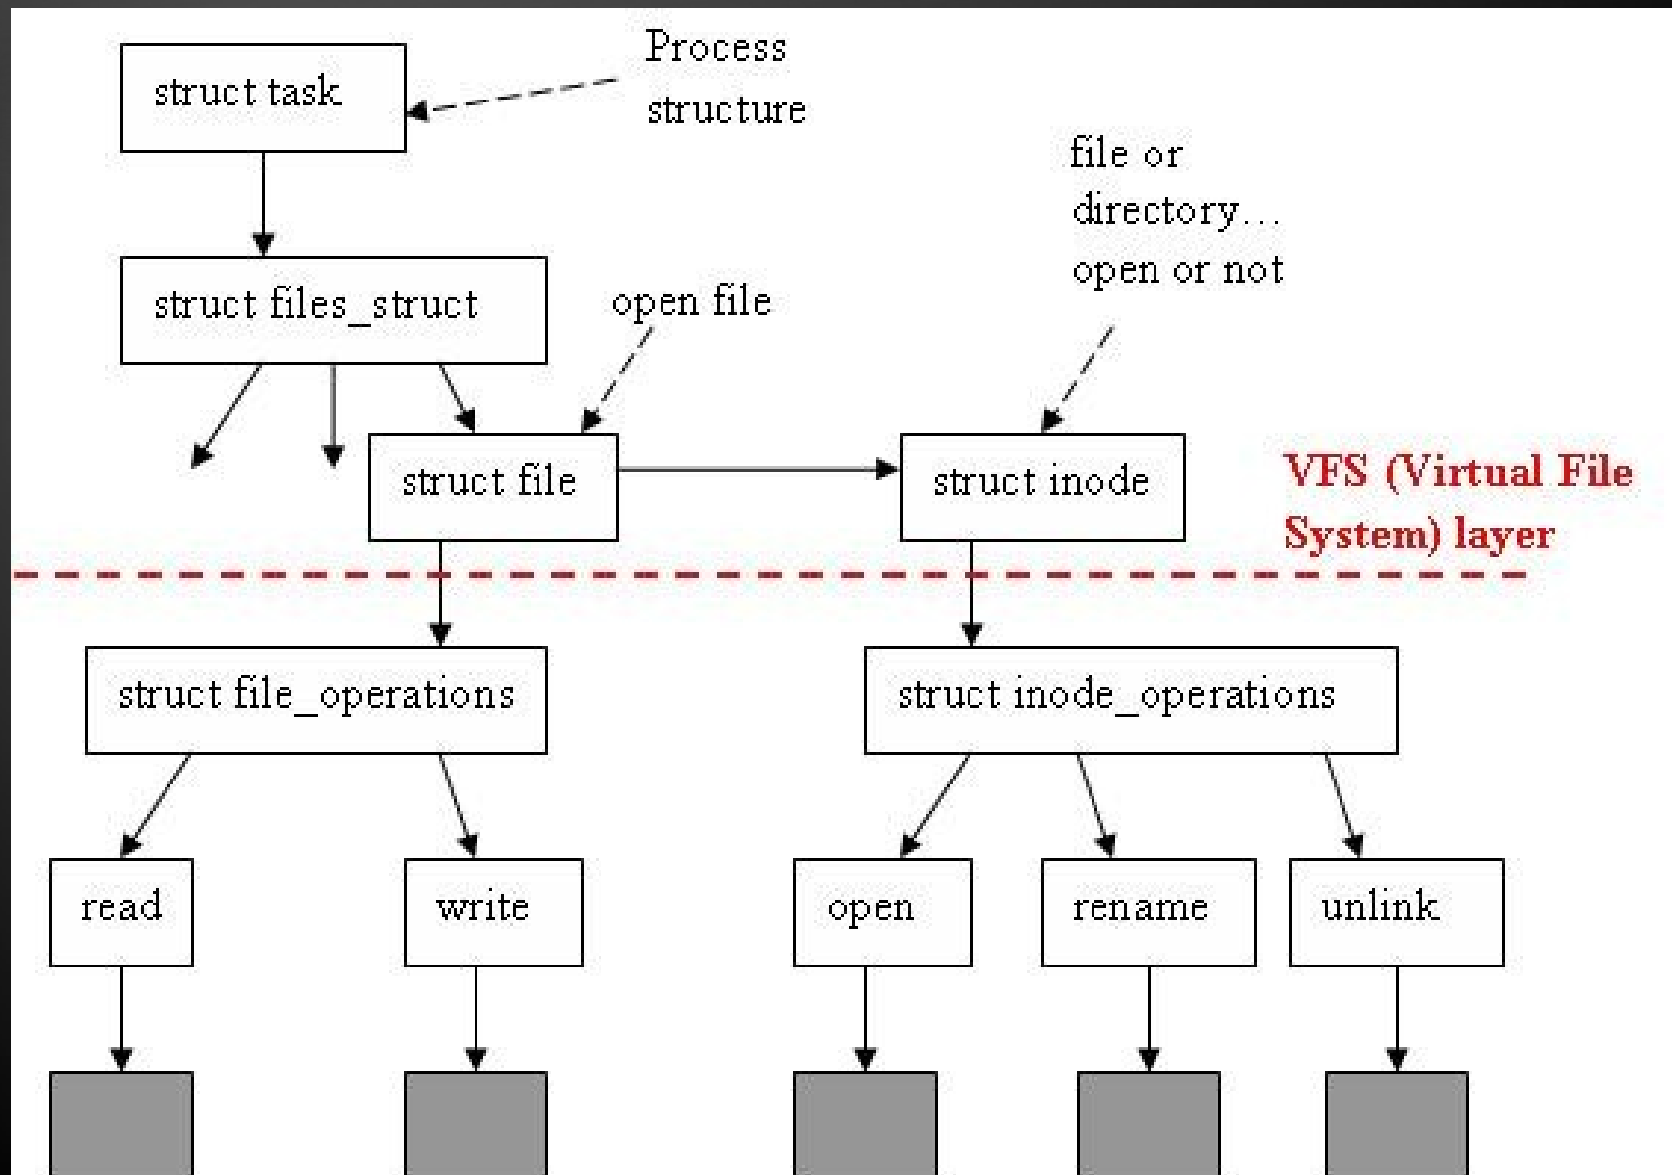 Process
structure
struct task
file or
directory...
open or not
struct files_struct
open file
struct file
struct inode
VFS (Virtual File
System) layer
struct file_operations
struct inode_operations
read
write
open
rename
unlink